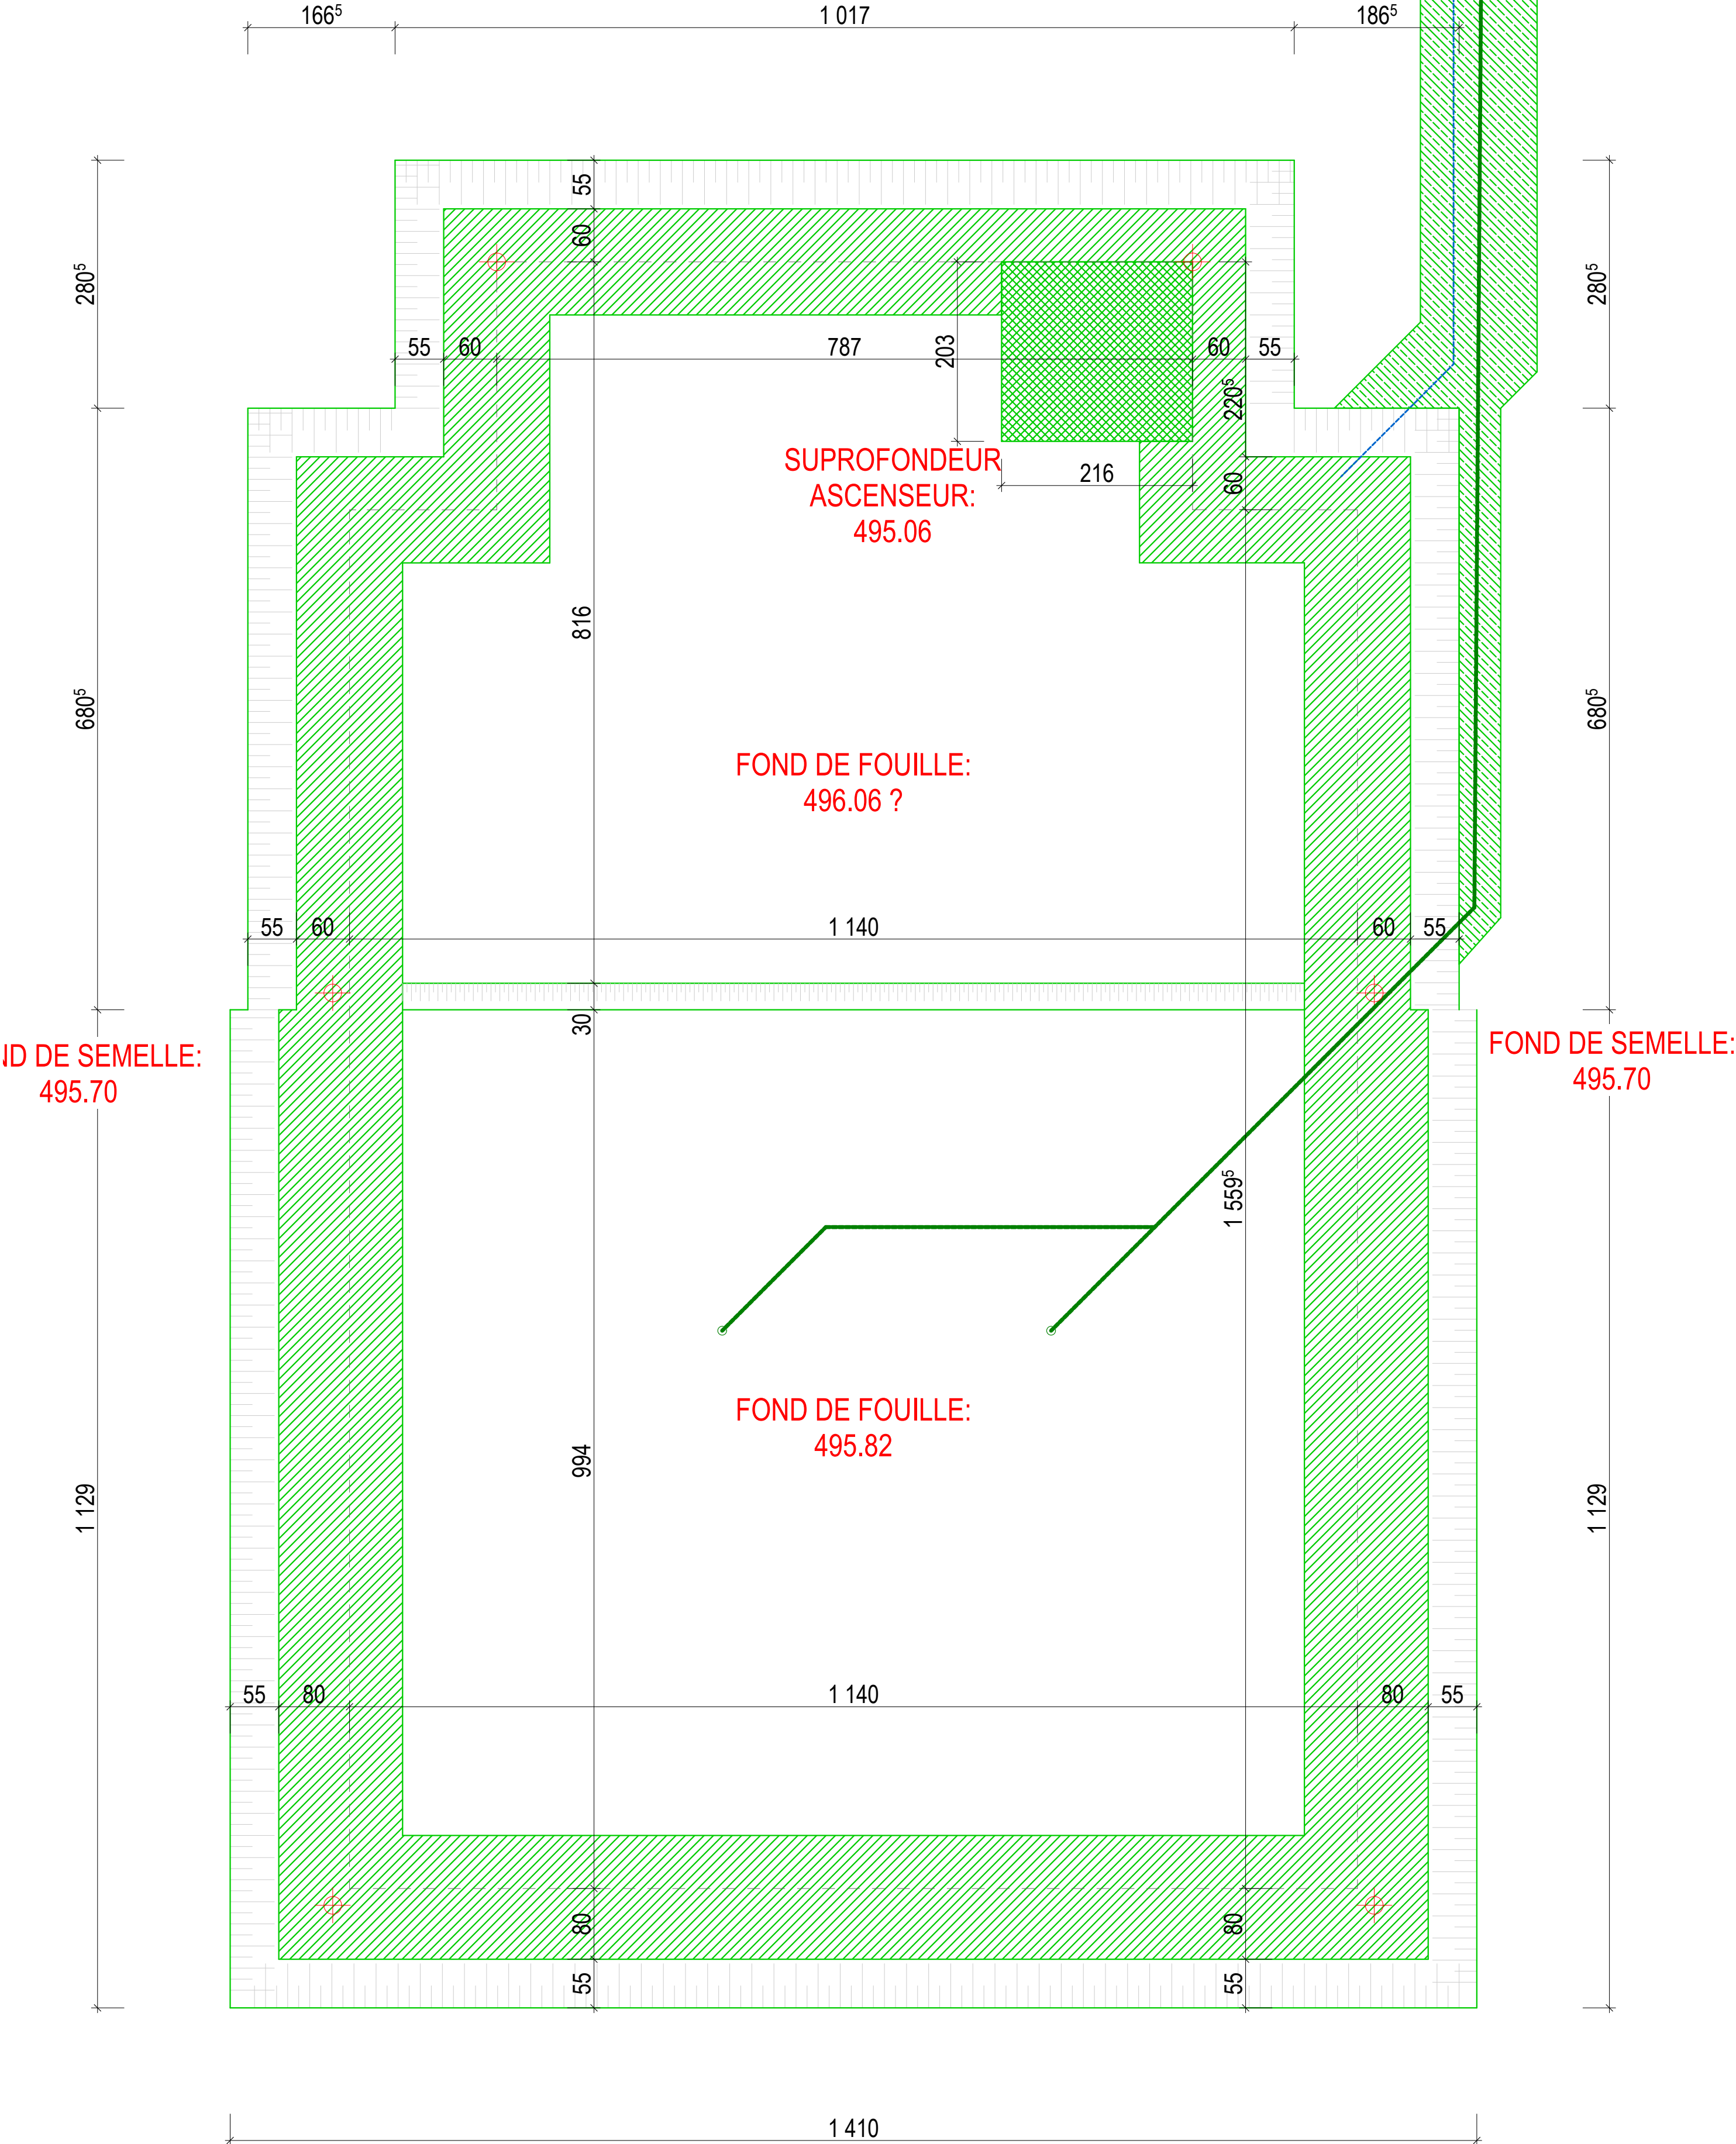 166⁵ 1 017 186⁵
55
60
280⁵
280⁵
55 60 787 60 55
203
220⁵
SUPROFONDEUR
ASCENSEUR:
495.06
216
60
816
680⁵
680⁵
FOND DE FOUILLE:
496.06 ?
55 60 1 140 60 55
30
ND DE SEMELLE:
495.70
FOND DE SEMELLE:
495.70
1 559⁵
FOND DE FOUILLE:
495.82
994
1 129
1 129
55 80 1 140 80 55
80
80
55
55
1 410